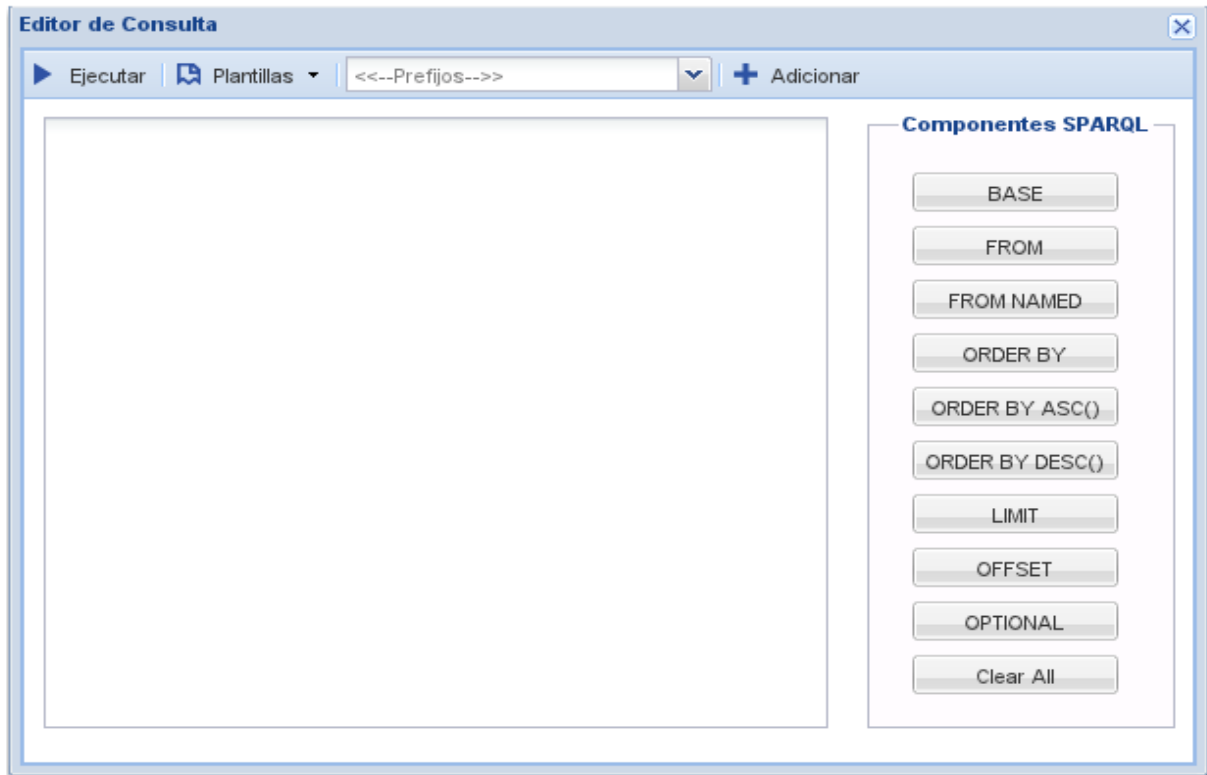 Editor de Consulta
Ejecutar Plantillas <<--Prefijos-->> Adicionar
Componentes SPARQL
BASE
FROM
FROM NAMED
ORDER BY
ORDER BY ASC()
ORDER BY DESC()
LIMIT
OFFSET
OPTIONAL
Clear All